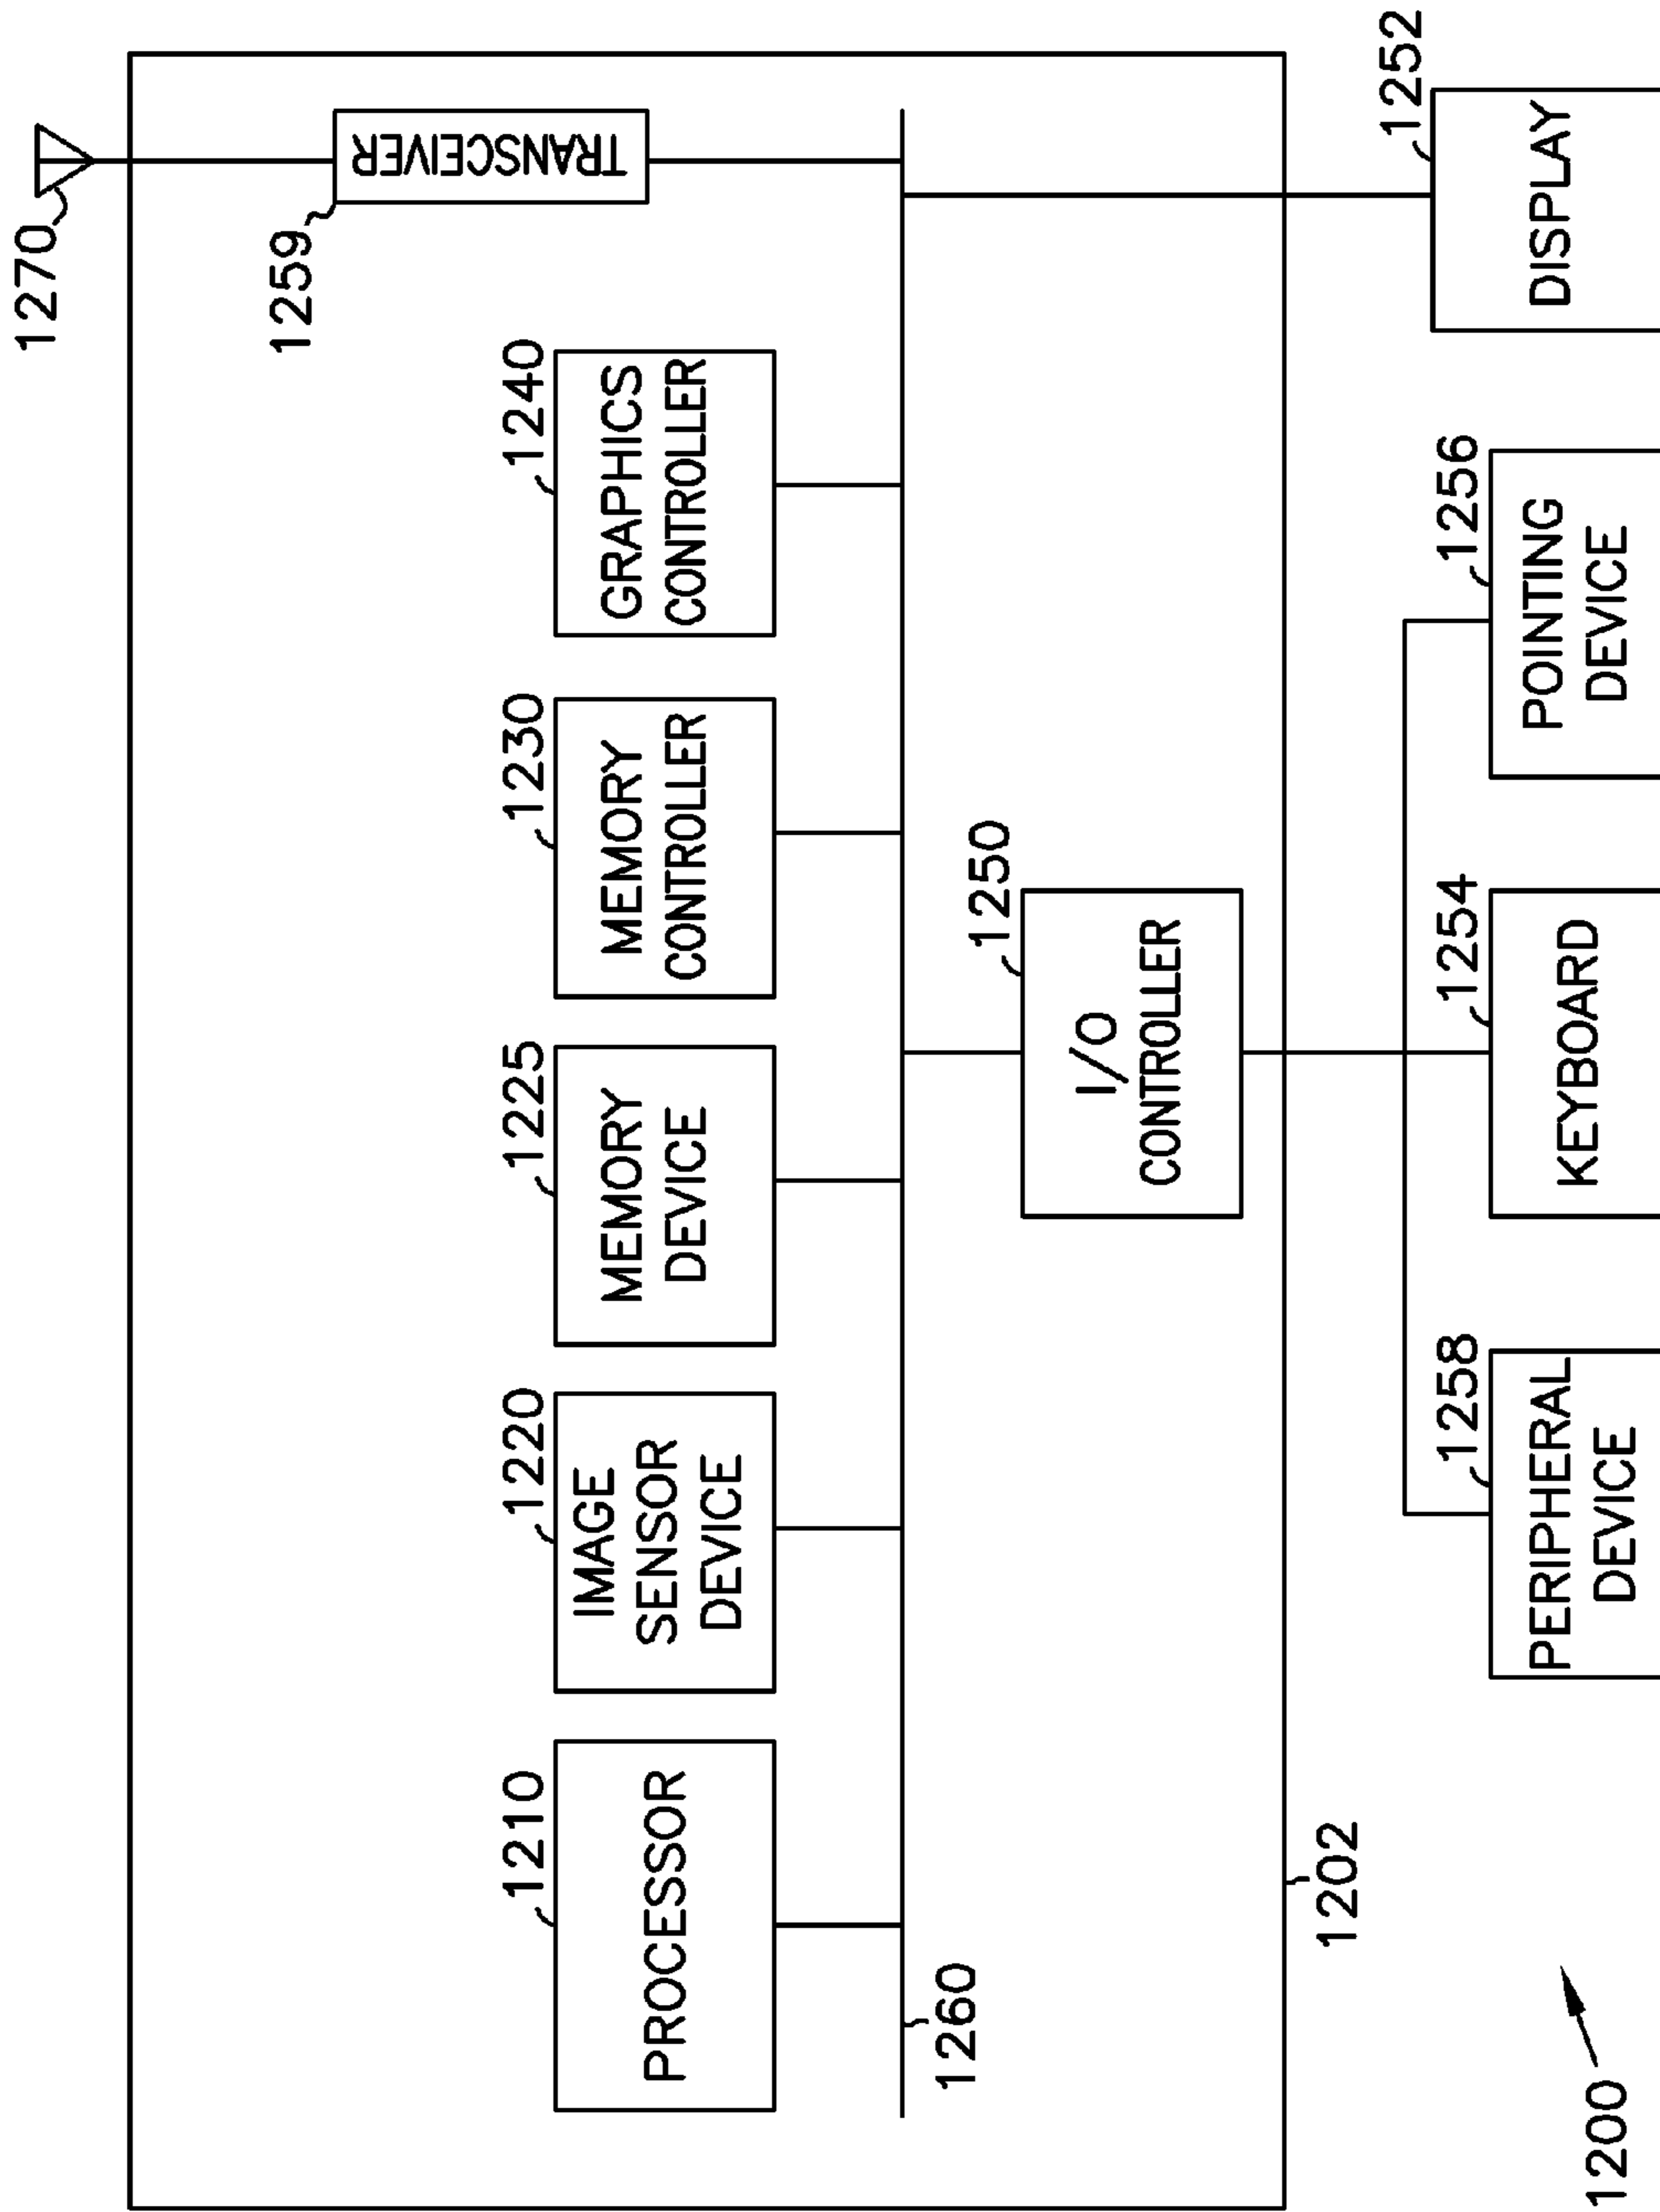 1270
1259
TRANSCEIVER
1210
PROCESSOR
1220
IMAGE
SENSOR
DEVICE
1225
MEMORY
DEVICE
1230
MEMORY
CONTROLLER
1240
GRAPHICS
CONTROLLER
1260
1250
I/O
CONTROLLER
1202
1258
PERIPHERAL
DEVICE
1254
KEYBOARD
1256
POINTING
DEVICE
1252
DISPLAY
1200